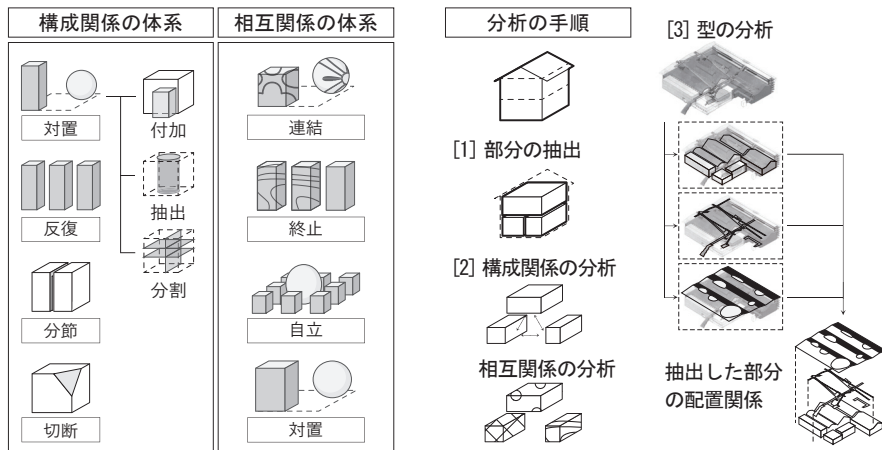 構成関係の体系
対置
付加
反復
抽出
分節
分割
切断
相互関係の体系
連結
終止
自立
対置
分析の手順
[1] 部分の抽出
[2] 構成関係の分析
相互関係の分析
[3] 型の分析
抽出した部分
の配置関係